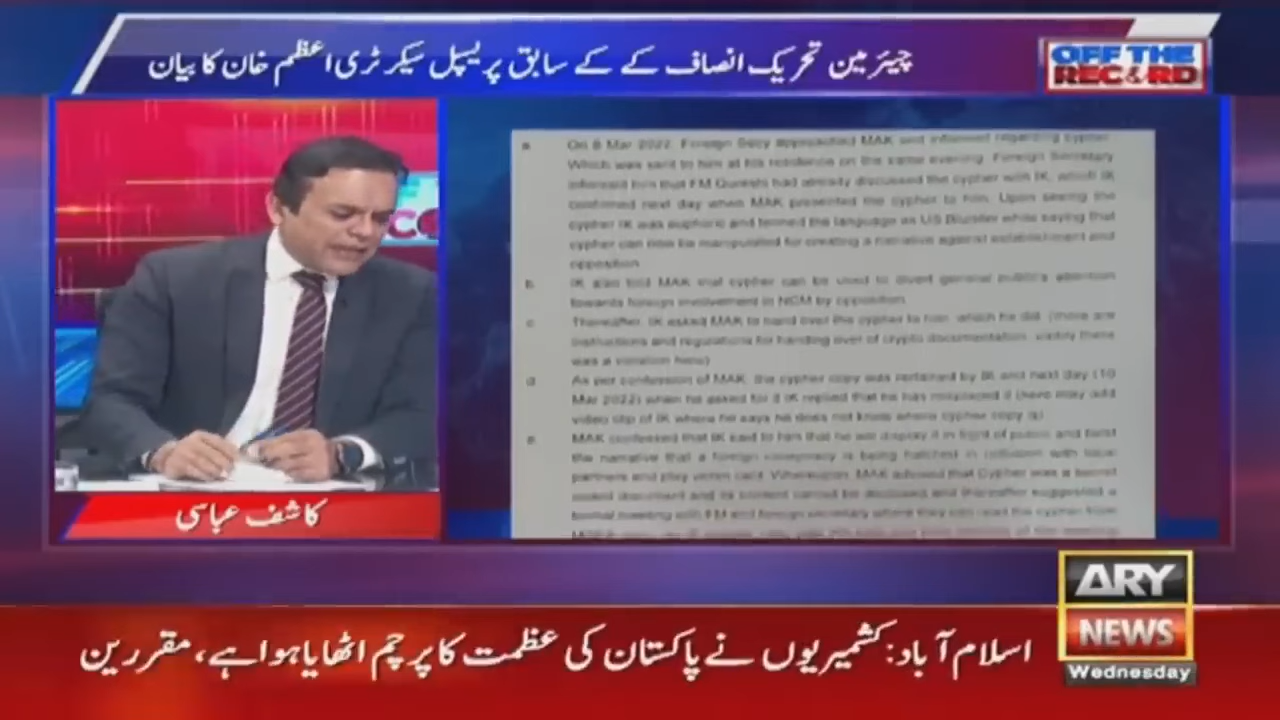 چیئرمین تحریک انصاف کے کے سابق پرنسپل سیکرٹری اعظم خان کا بیان
OFF THE
RECORD
a. On 8 Mar 2022, Foreign Secy approached MAK and informed regarding cypher.
Which was sent to him at his residence on the same evening. Foreign Secretary
informed him that FM Qureshi had already discussed the cypher with IK, which IK
confirmed next day when MAK presented the cypher to him. Upon seeing the
cypher IK was euphoric and termed the language as US Blunder while saying that
cypher can now be manipulated for creating a narrative against establishment and
opposition.
b. IK also told MAK that cypher can be used to divert general public's attention
towards foreign involvement in NCM by opposition.
c. Thereafter, IK asked MAK to hand over the cypher to him, which he did. (there are
instructions and regulations for handing over of crypto documentation, visibly there
was a violation here)
d. As per confession of MAK, the cypher copy was retained by IK and next day (10
Mar 2022) when he asked for it IK replied that he has misplaced it (here may add
video clip of IK where he says he does not know where cypher copy is)
e. MAK confessed that IK said to him that he will display it in front of public and twist
the narrative that a foreign conspiracy is being hatched in collusion with local
partners and play victim card. Whereupon, MAK advised that Cypher was a secret
coded document and its content cannot be disclosed and thereafter suggested a
formal meeting with FM and foreign secretary where they can read the cypher from
کاشف عباسی
ARY
NEWS
Wednesday
اسلام آباد: کشمیریوں نے پاکستان کی عظمت کا پرچم اٹھایا ہوا ہے، مقررین